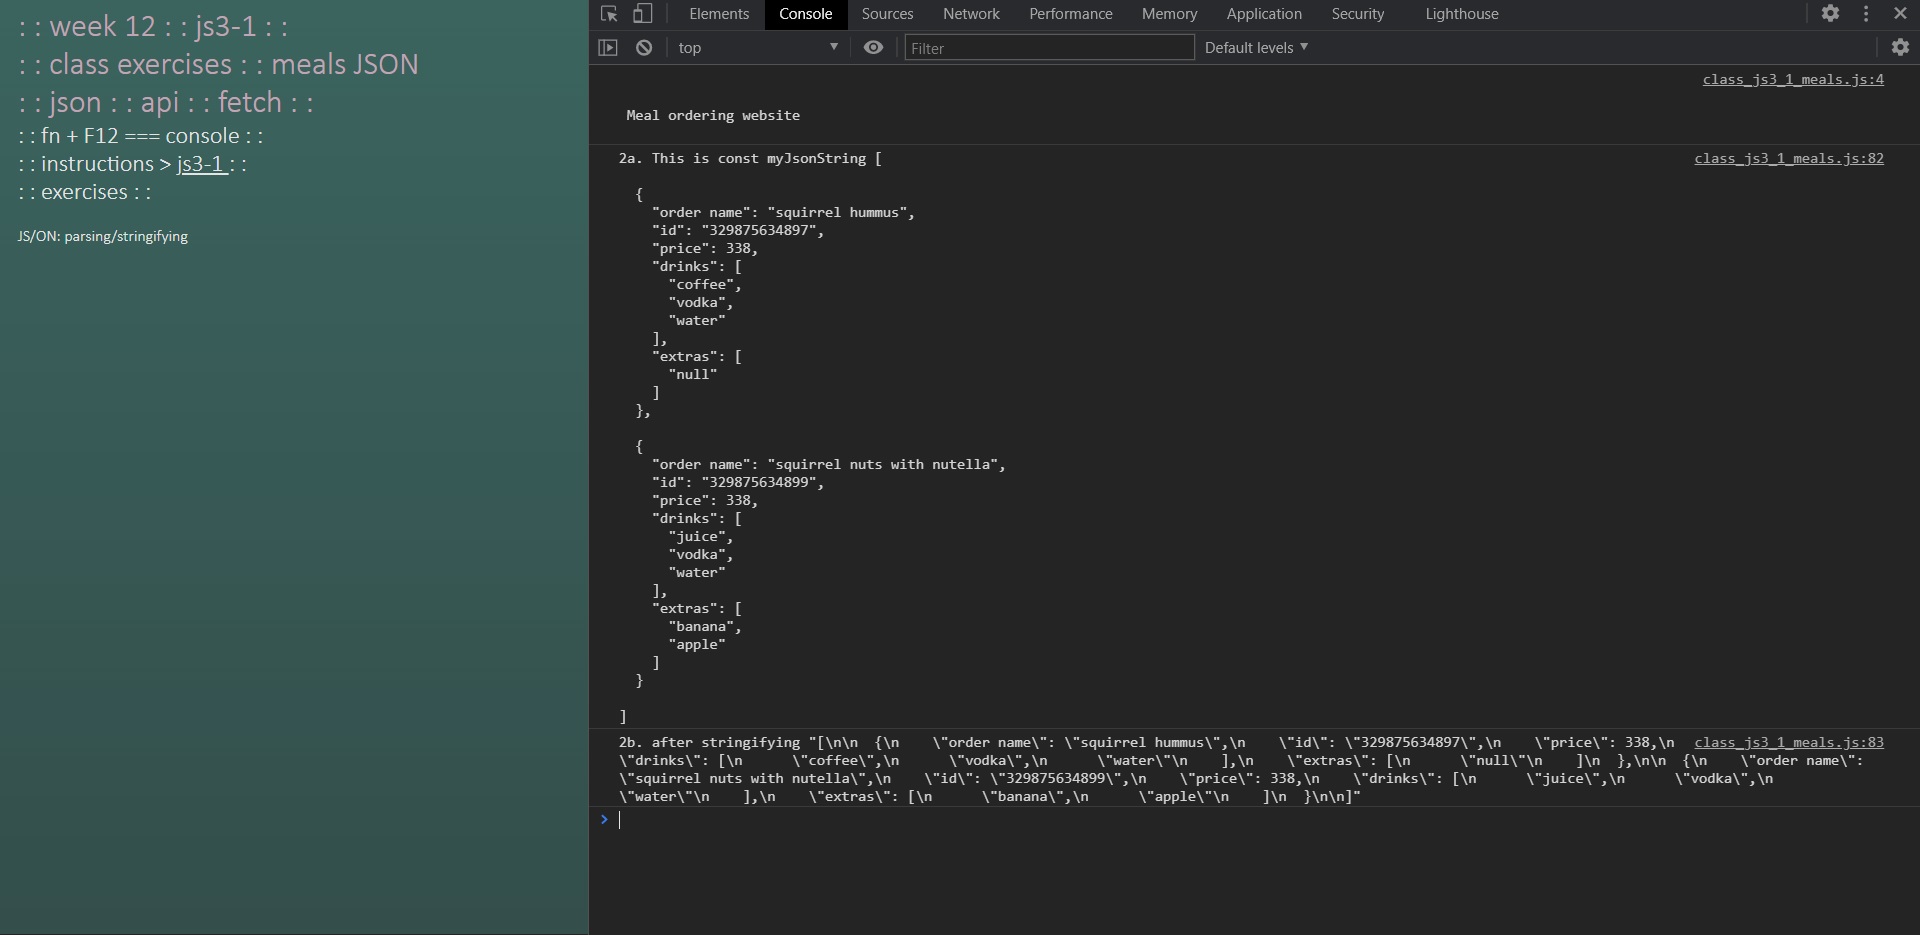 : : week 12 : : js3-1 : :
: : class exercises : : meals JSON
: : json : : api : : fetch : :
: : fn + F12 === console : :
: : instructions > js3-1 : :
: : exercises : :
JS/ON: parsing/stringifying
Elements Console Sources Network Performance Memory Application Security Lighthouse
top Filter Default levels
class_js3_1_meals.js:4
Meal ordering website
2a. This is const myJsonString [ class_js3_1_meals.js:82
{
"order name": "squirrel hummus",
"id": "329875634897",
"price": 338,
"drinks": [
"coffee",
"vodka",
"water"
],
"extras": [
"null"
]
},
{
"order name": "squirrel nuts with nutella",
"id": "329875634899",
"price": 338,
"drinks": [
"juice",
"vodka",
"water"
],
"extras": [
"banana",
"apple"
]
}
]
2b. after stringifying "[\n\n  {\n    \"order name\": \"squirrel hummus\",\n    \"id\": \"329875634897\",\n    \"price\": 338,\n class_js3_1_meals.js:83
\"drinks\": [\n      \"coffee\",\n      \"vodka\",\n      \"water\"\n    ],\n    \"extras\": [\n      \"null\"\n    ]\n  },\n\n  {\n    \"order name\":
\"squirrel nuts with nutella\",\n    \"id\": \"329875634899\",\n    \"price\": 338,\n    \"drinks\": [\n      \"juice\",\n      \"vodka\",\n
\"water\"\n    ],\n    \"extras\": [\n      \"banana\",\n      \"apple\"\n    ]\n  }\n\n]"
>